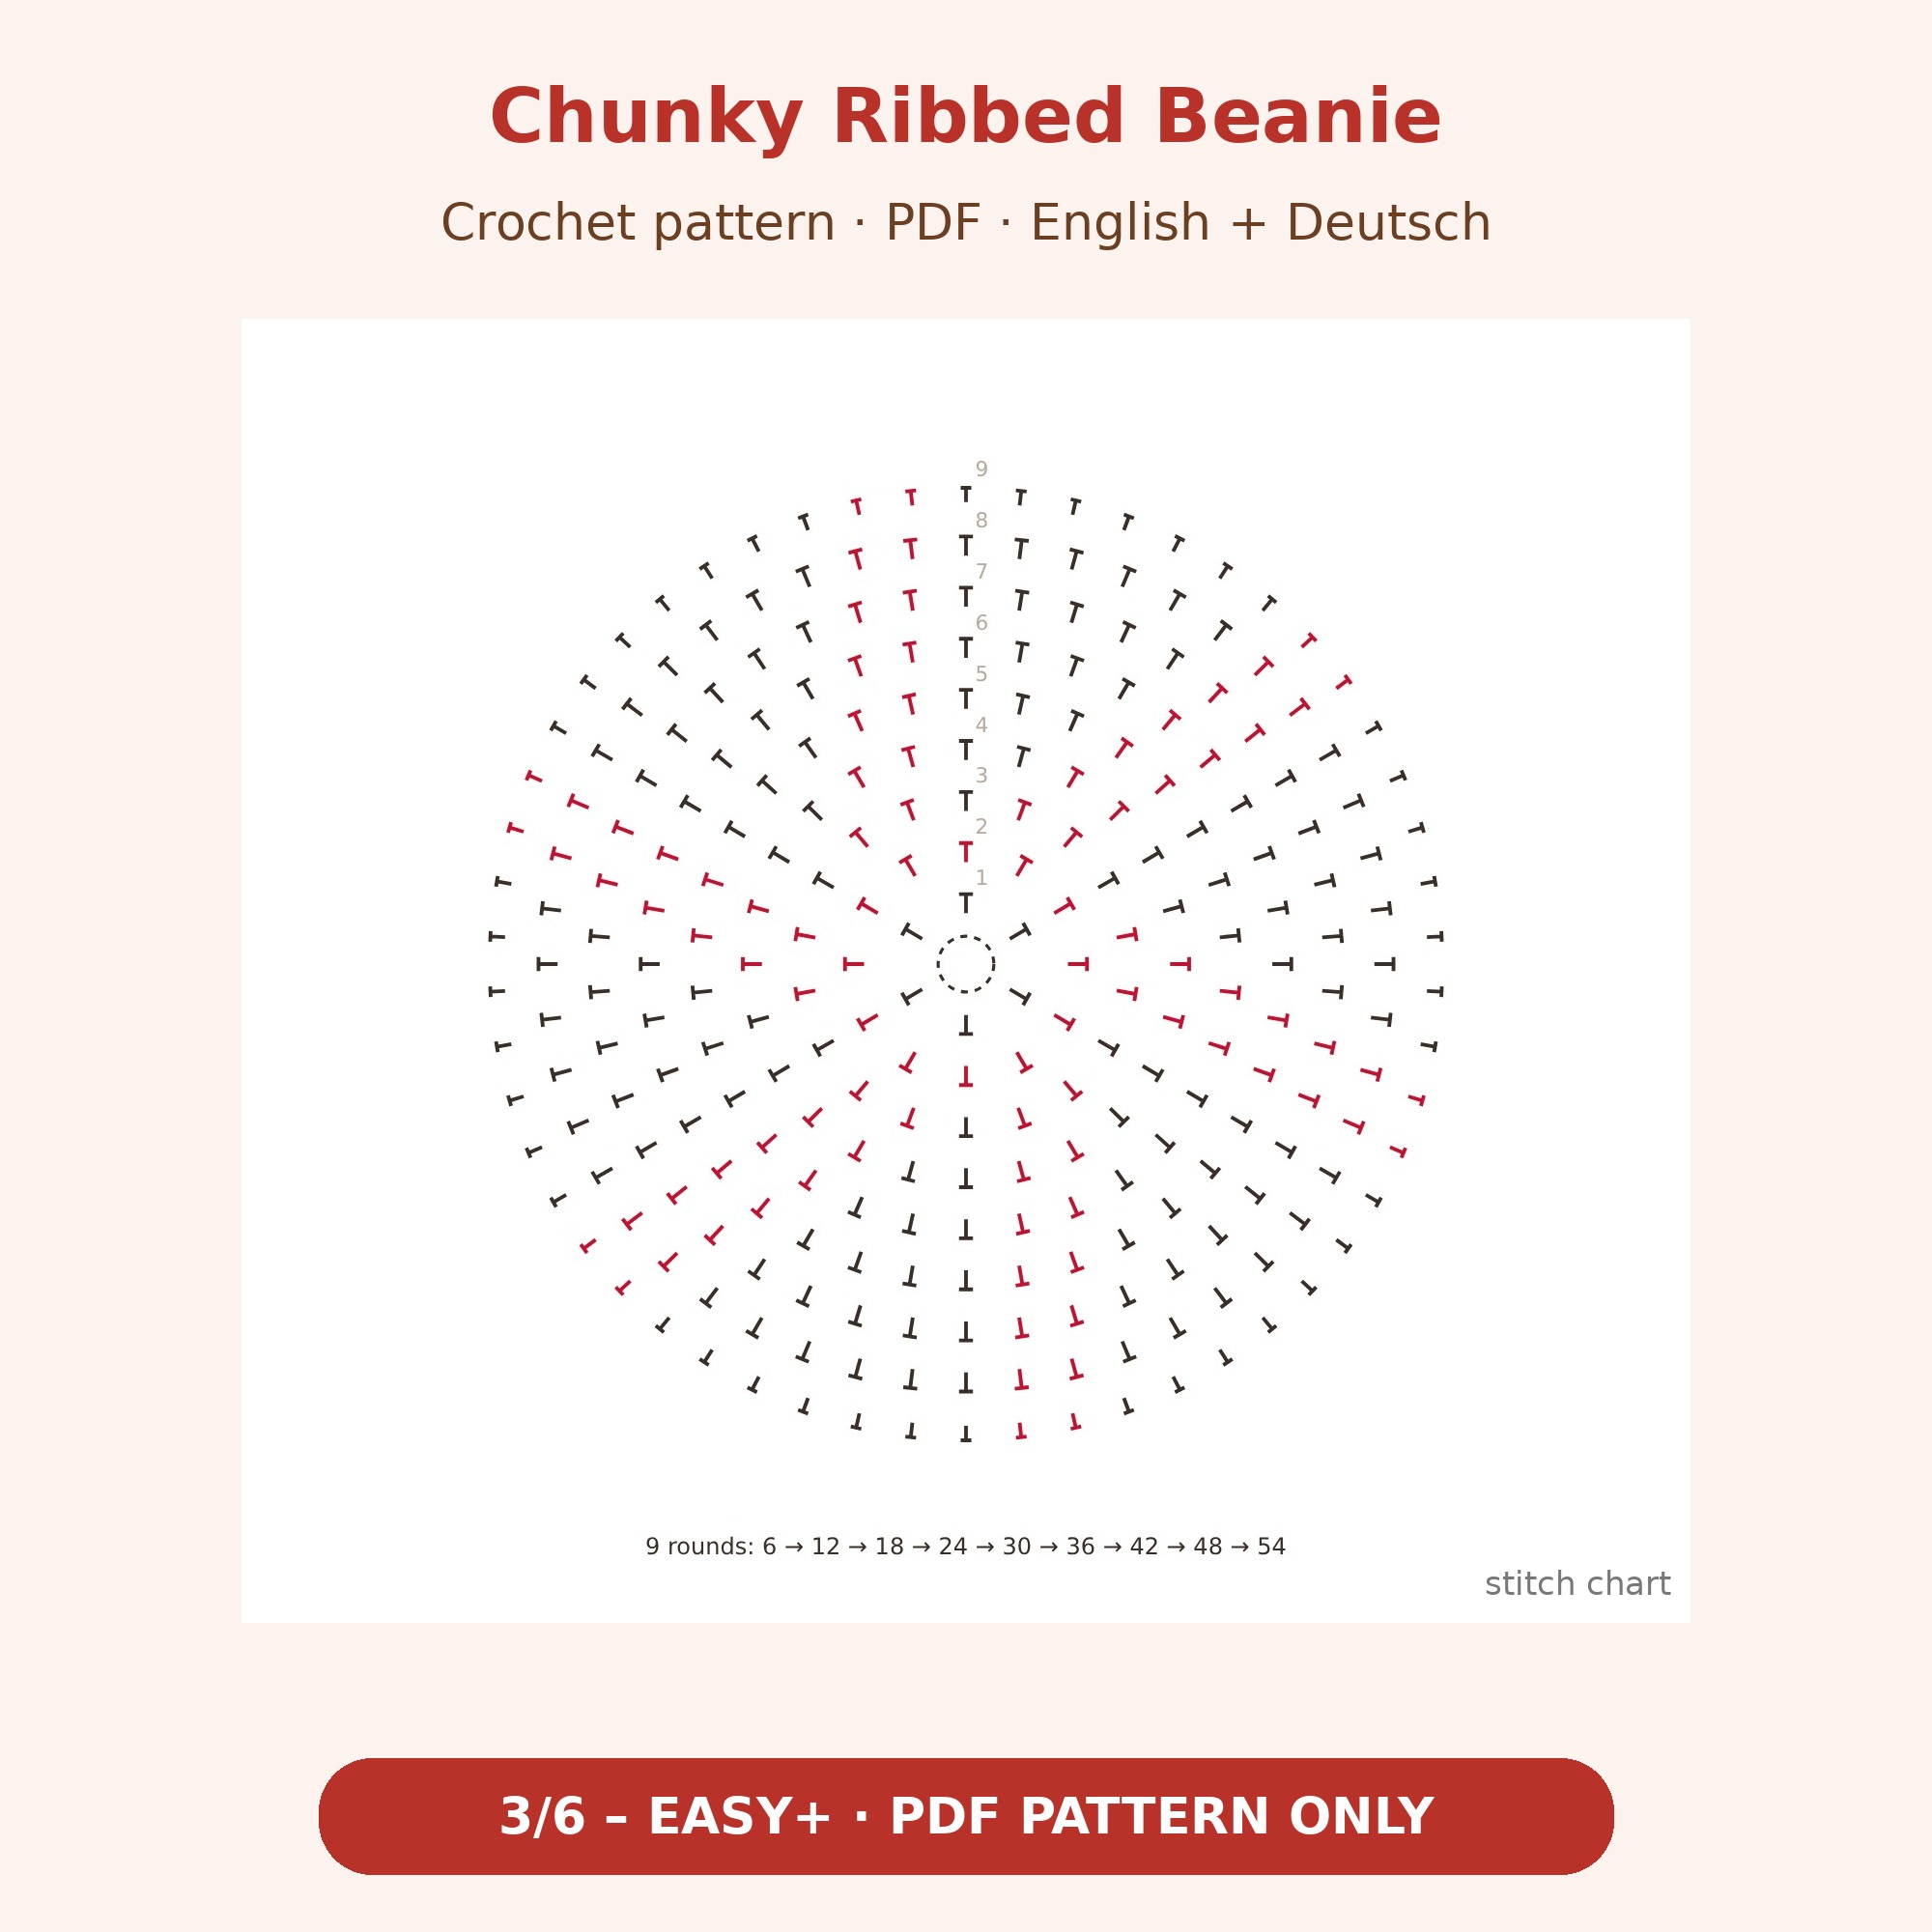 Chunky Ribbed Beanie
Crochet pattern · PDF · English + Deutsch
9
8
7
6
5
4
3
2
1
9 rounds: 6 → 12 → 18 → 24 → 30 → 36 → 42 → 48 → 54
stitch chart
3/6 – EASY+ · PDF PATTERN ONLY